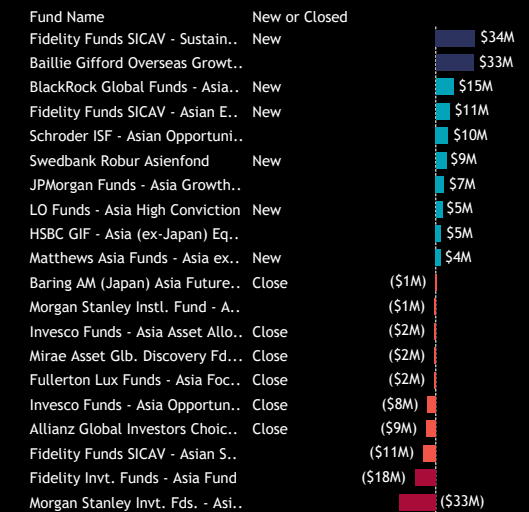 Fund Name New or Closed
Fidelity Funds SICAV - Sustain.. New $34M
Baillie Gifford Overseas Growt.. $33M
BlackRock Global Funds - Asia.. New $15M
Fidelity Funds SICAV - Asian E.. New $11M
Schroder ISF - Asian Opportuni.. $10M
Swedbank Robur Asienfond New $9M
JPMorgan Funds - Asia Growth.. $7M
LO Funds - Asia High Conviction New $5M
HSBC GIF - Asia (ex-Japan) Eq.. $5M
Matthews Asia Funds - Asia ex.. New $4M
Baring AM (Japan) Asia Future.. Close ($1M)
Morgan Stanley Instl. Fund - A.. ($1M)
Invesco Funds - Asia Asset Allo.. Close ($2M)
Mirae Asset Glb. Discovery Fd... Close ($2M)
Fullerton Lux Funds - Asia Foc.. Close ($2M)
Invesco Funds - Asia Opportun.. Close ($8M)
Allianz Global Investors Choic.. Close ($9M)
Fidelity Funds SICAV - Asian S.. ($11M)
Fidelity Invt. Funds - Asia Fund ($18M)
Morgan Stanley Invt. Fds. - Asi.. ($33M)